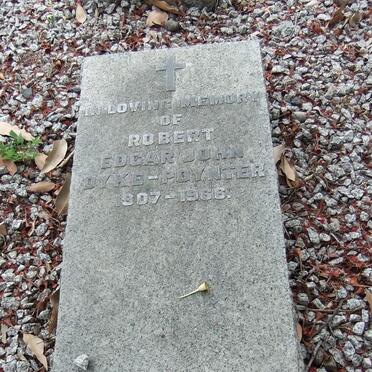 IN LOVING MEMORY
OF
ROBERT
EDGAR JOHN
DYKE-POYNTER
907-1966.